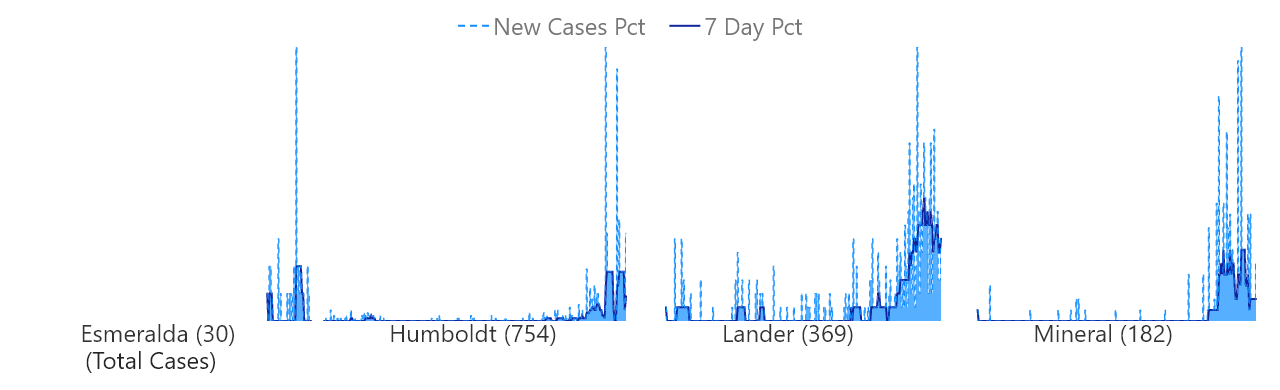 New Cases Pct 7 Day Pct
Esmeralda (30) Humboldt (754) Lander (369) Mineral (182)
(Total Cases)